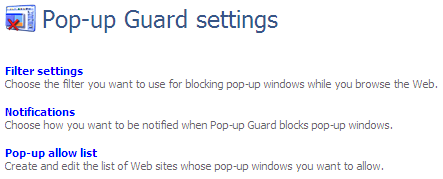 Pop-up Guard settings
Filter settings
Choose the filter you want to use for blocking pop-up windows while you browse the Web.
Notifications
Choose how you want to be notified when Pop-up Guard blocks pop-up windows.
Pop-up allow list
Create and edit the list of Web sites whose pop-up windows you want to allow.